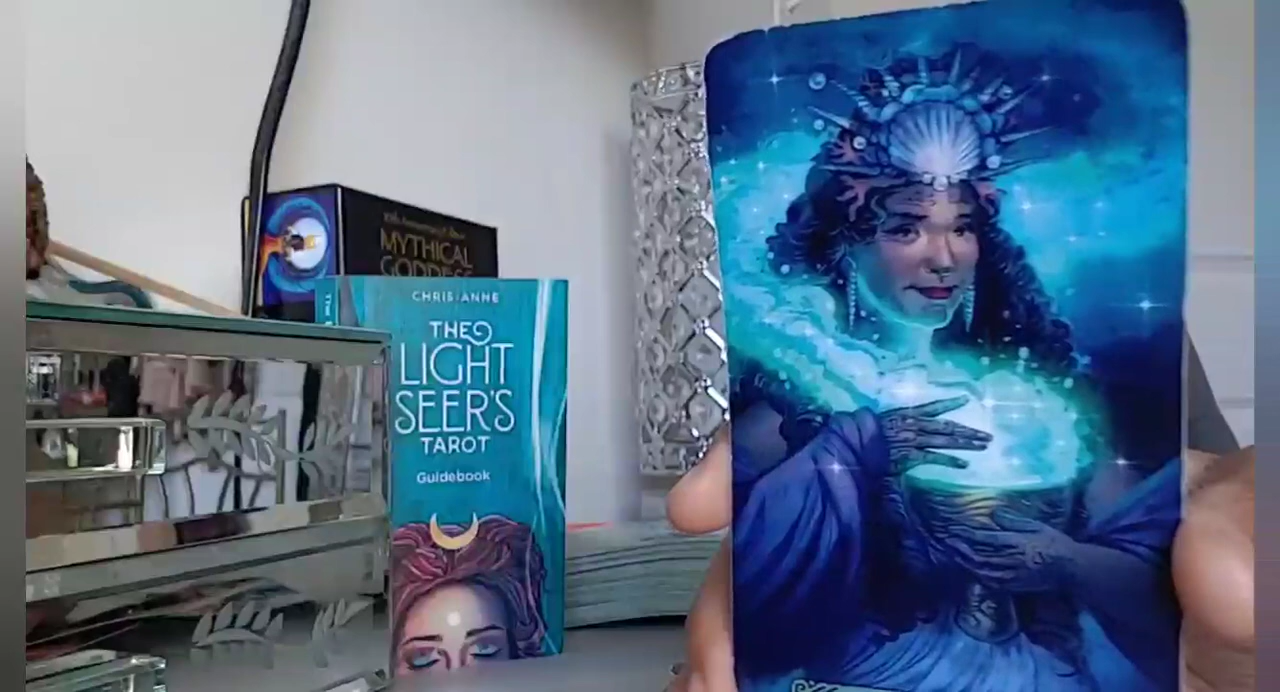 MYTHICAL
GODDESS
CHRIS-ANNE
THE
LIGHT
SEER'S
TAROT
Guidebook